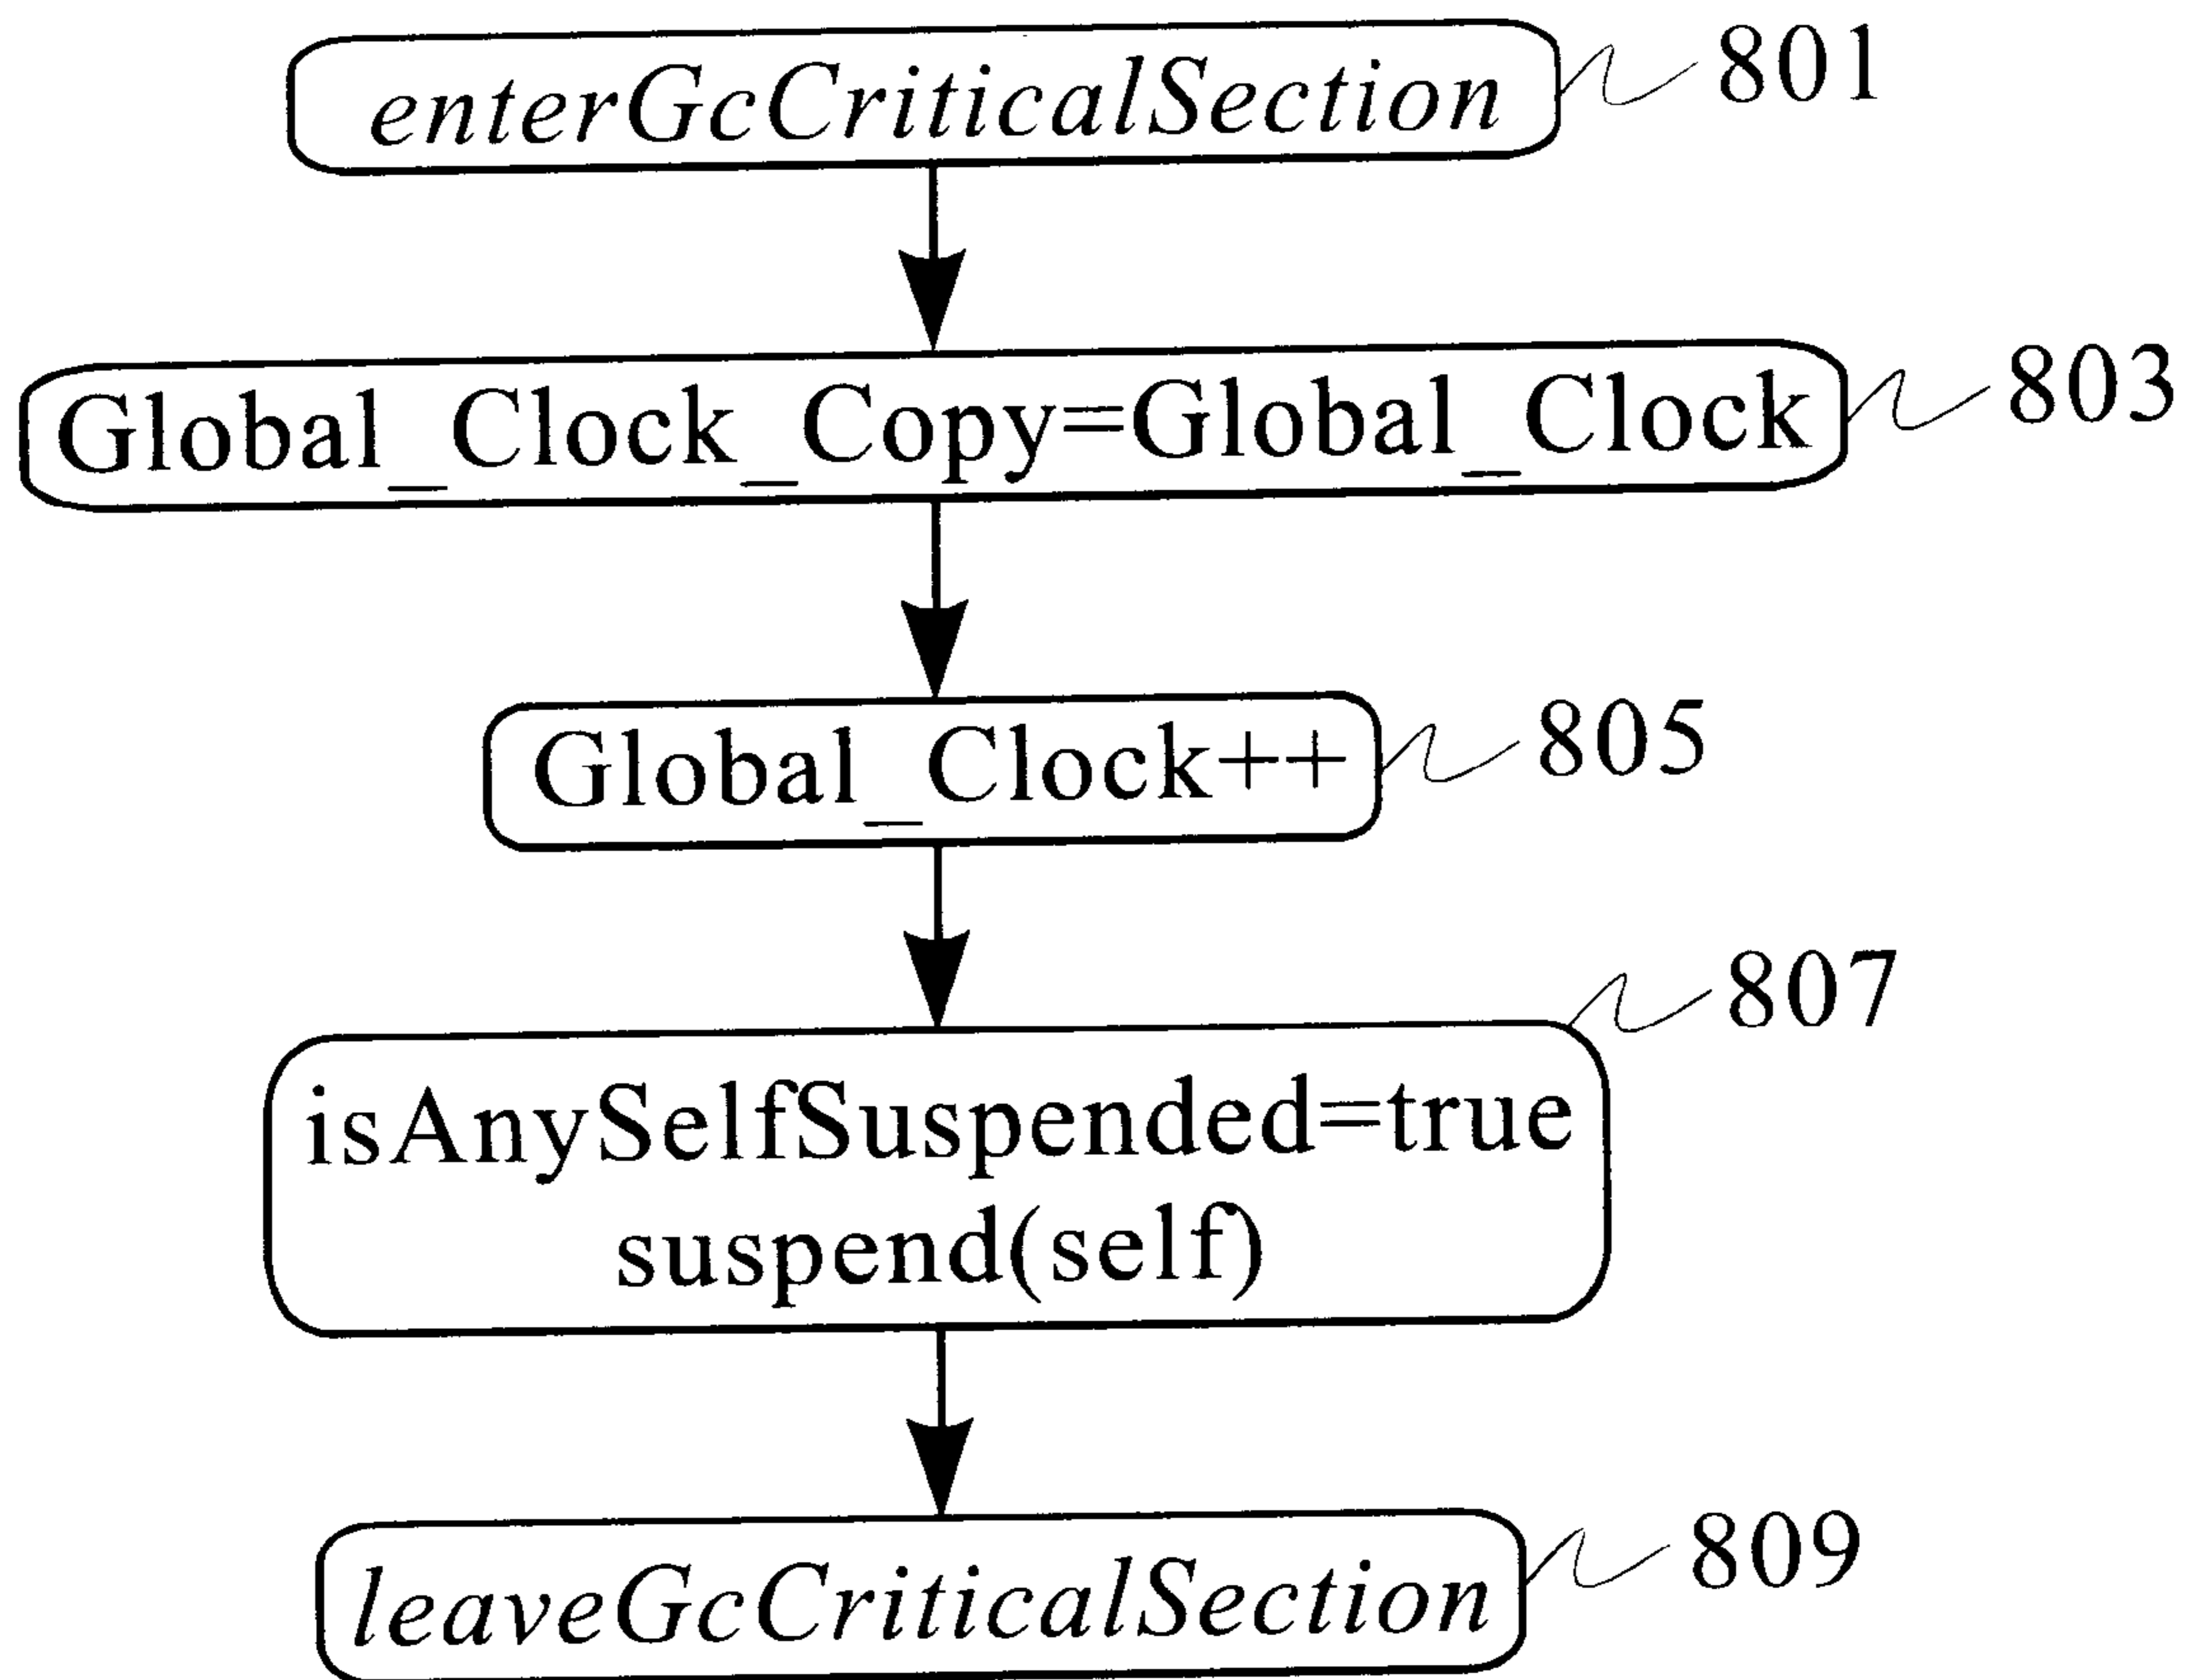 enterGcCriticalSection 801
Global_Clock_Copy=Global_Clock 803
Global_Clock++ 805
807
isAnySelfSuspended=true
suspend(self)
leaveGcCriticalSection 809